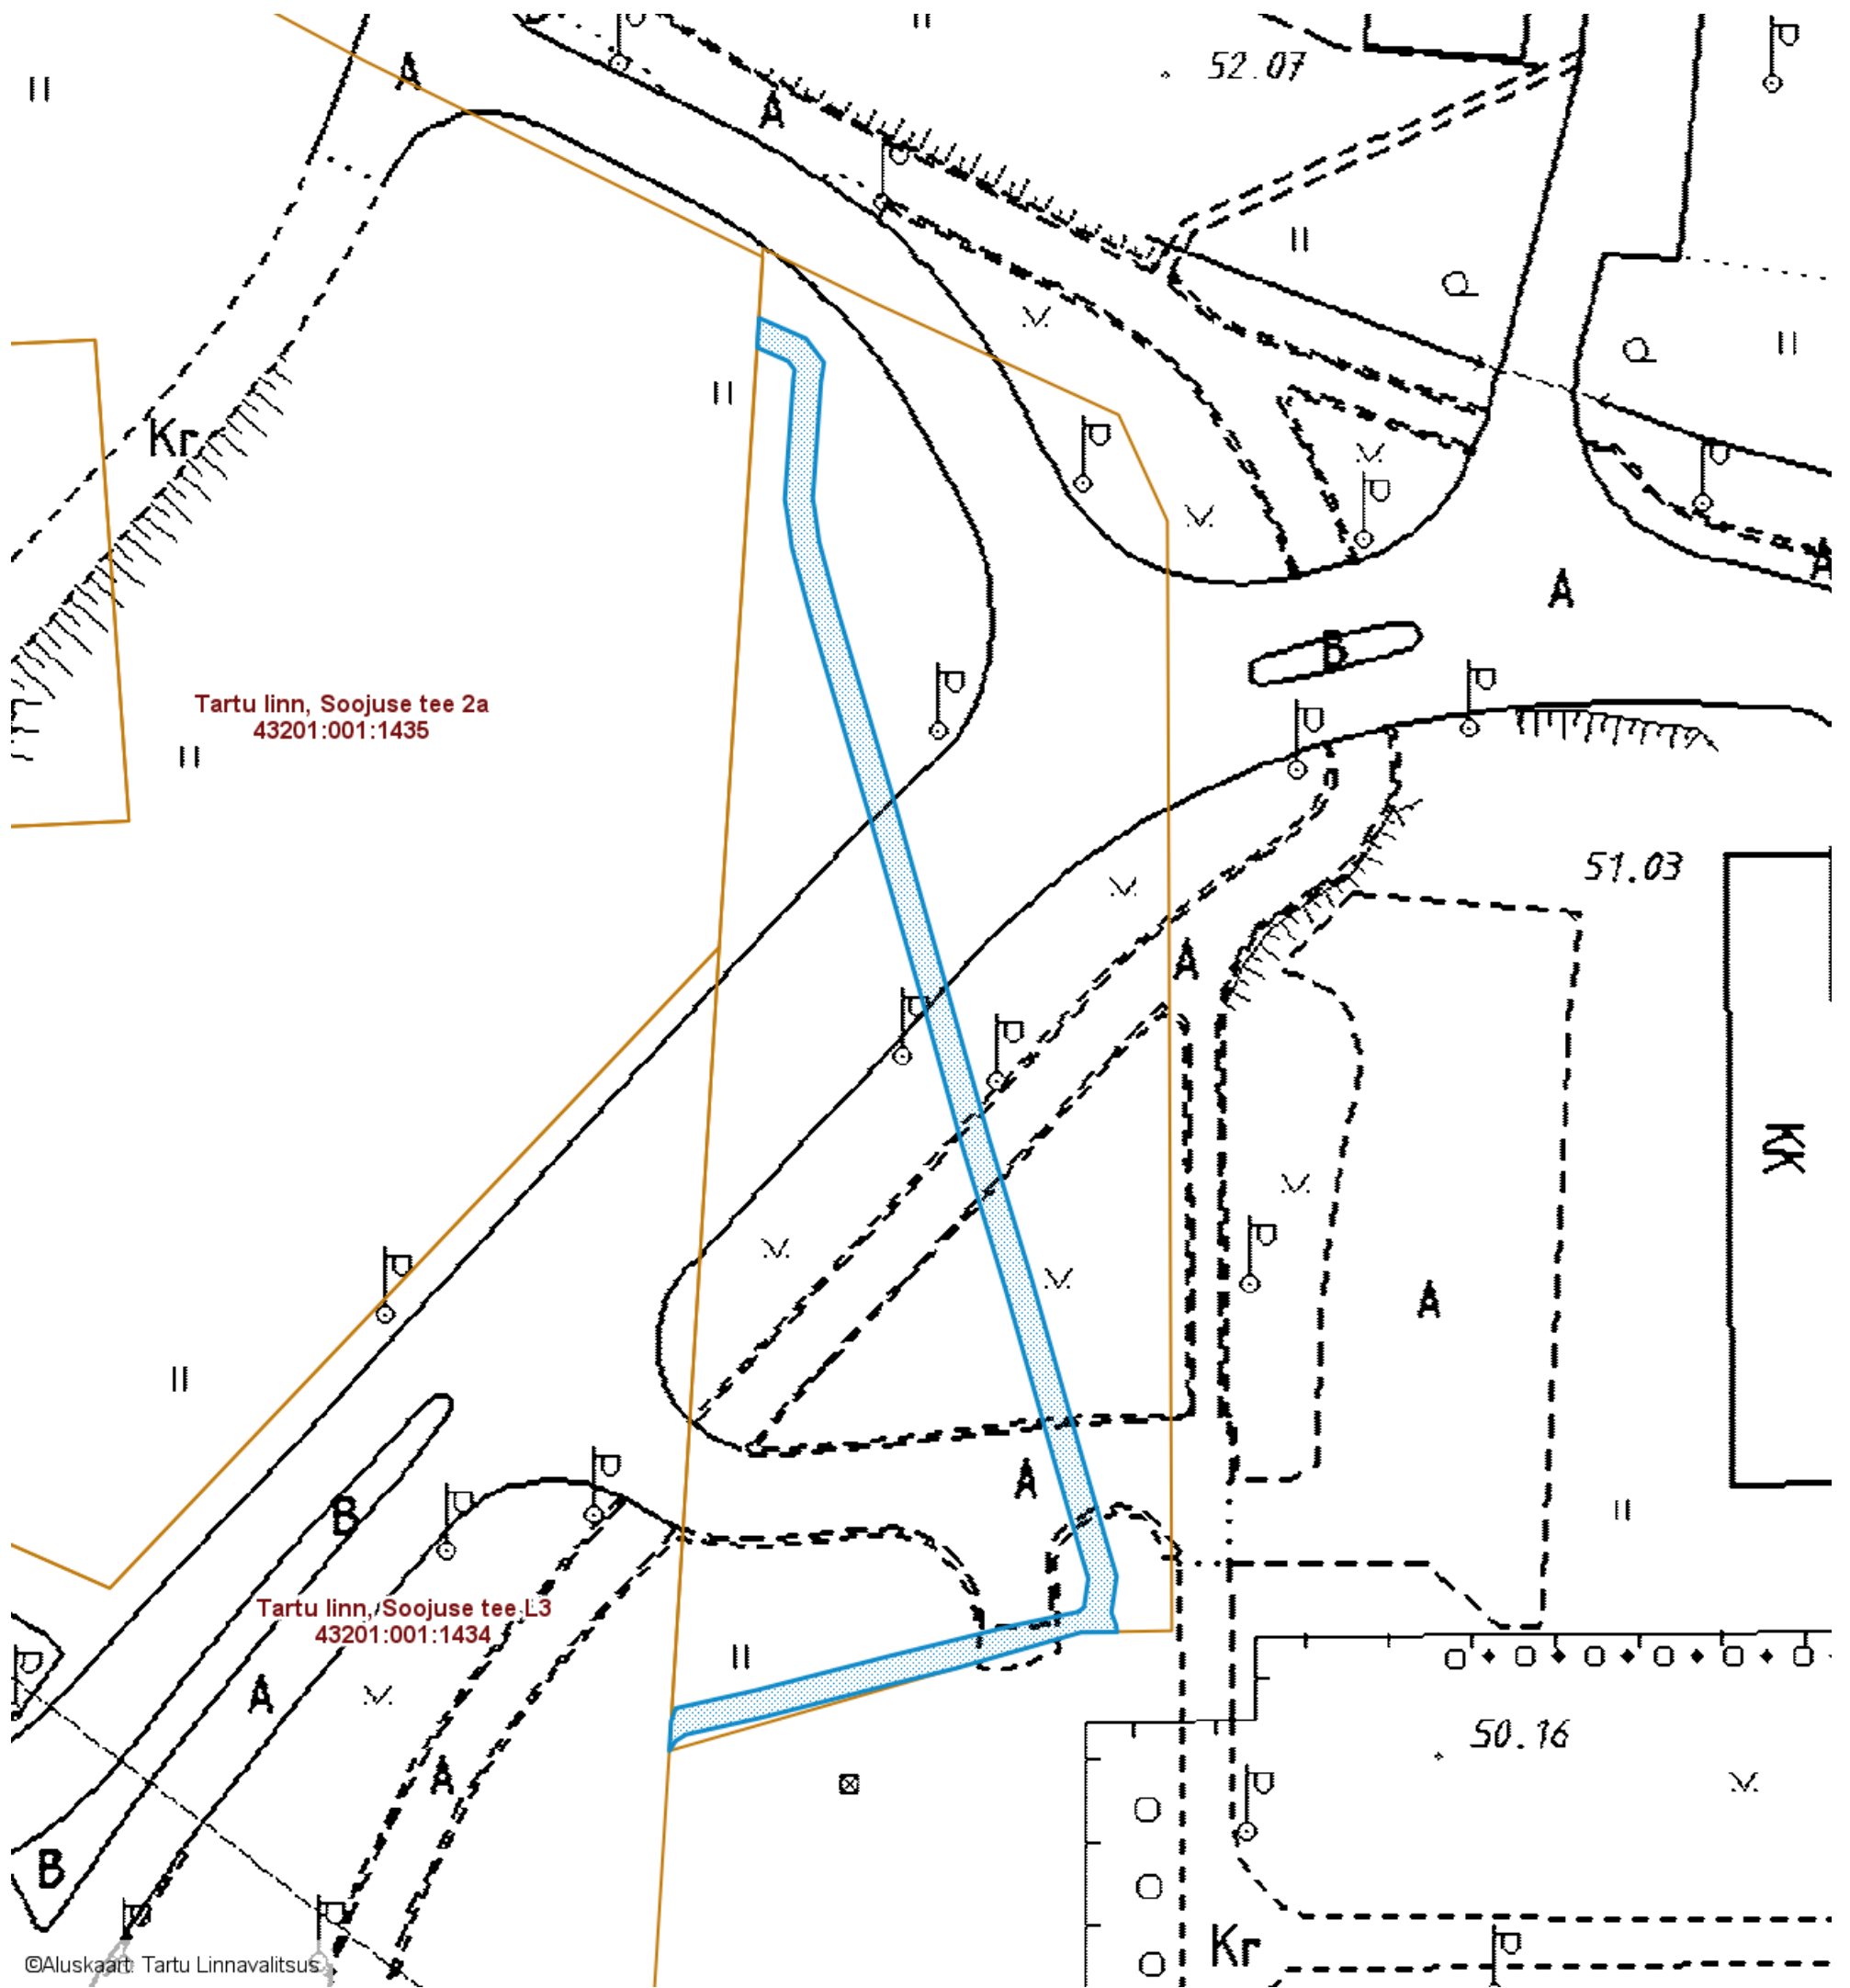 A
52.07
A
Kr
A
B
Tartu linn, Soojuse tee 2a
43201:001:1435
A
51.03
A
KK
A
A
B
Tartu linn, Soojuse tee L3
43201:001:1434
A
50.16
A
B
Kr
©Aluskaart: Tartu Linnavalitsus